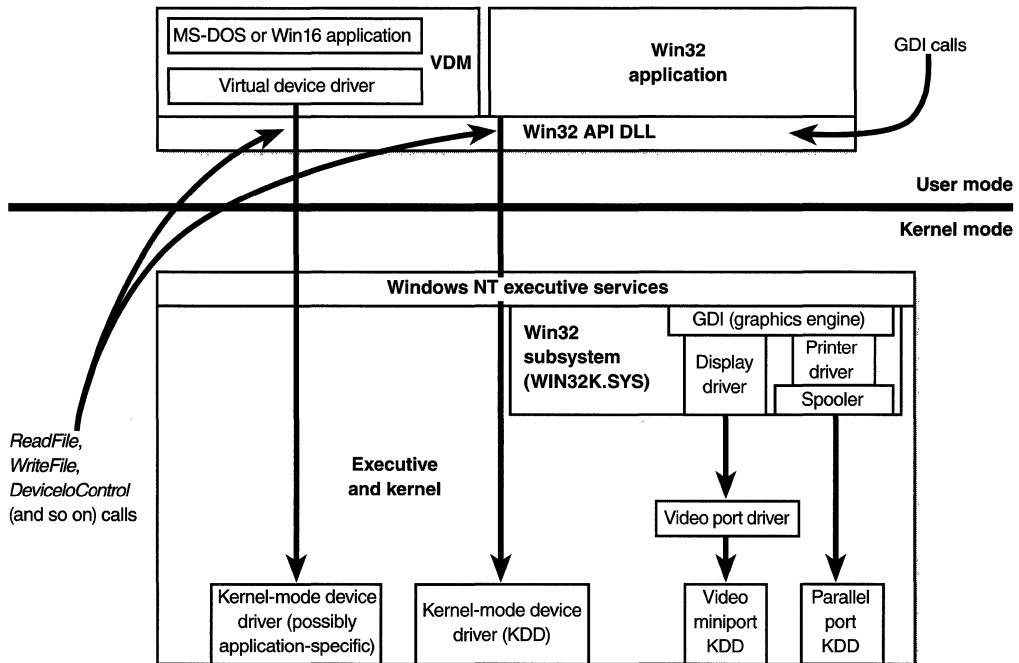 MS-DOS or Win16 application
VDM
Virtual device driver
Win32
application
GDI calls
Win32 API DLL
User mode
Kernel mode
Windows NT executive services
Win32
subsystem
(WIN32K.SYS)
GDI (graphics engine)
Display
driver
Printer
driver
Spooler
ReadFile,
WriteFile,
DeviceIoControl
(and so on) calls
Executive
and kernel
Video port driver
Kernel-mode device
driver (possibly
application-specific)
Kernel-mode device
driver (KDD)
Video
miniport
KDD
Parallel
port
KDD